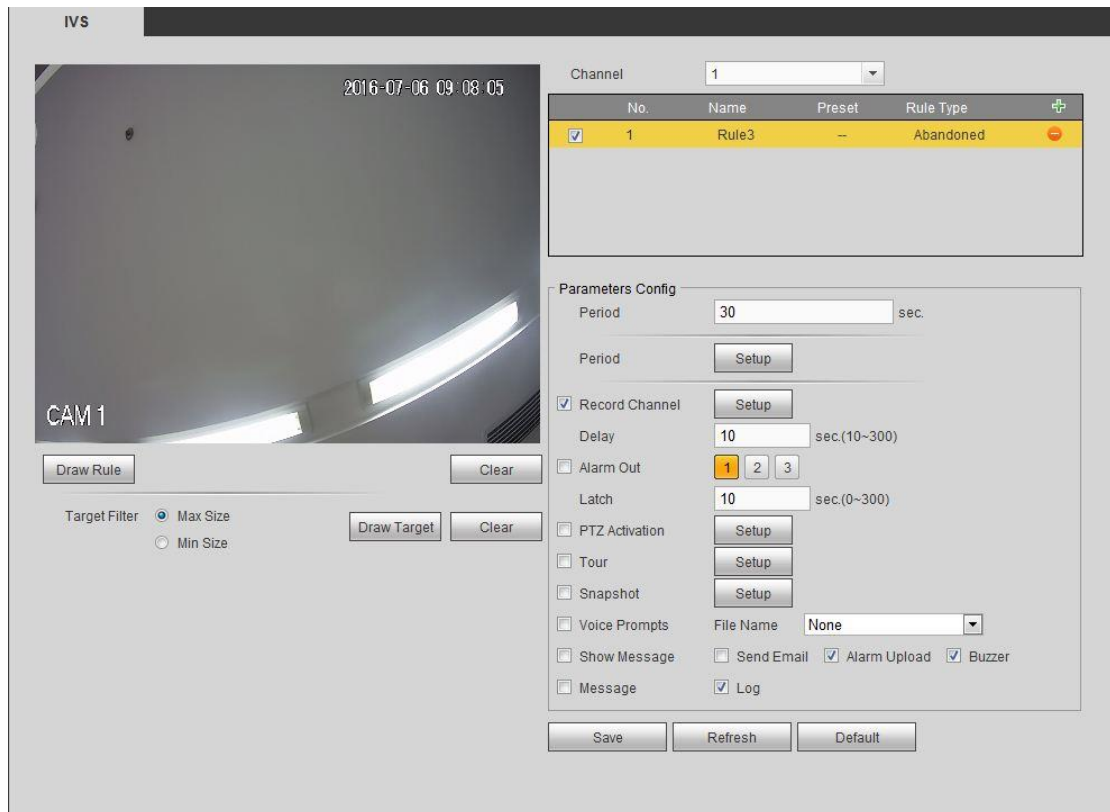 IVS
2016-07-06 09:08:05
CAM 1
Draw Rule
Clear
Target Filter
Max Size
Draw Target
Clear
Min Size
Channel
1
No. Name Preset Rule Type
1 Rule3 -- Abandoned
Parameters Config
Period 30 sec.
Period Setup
Record Channel Setup
Delay 10 sec.(10~300)
Alarm Out 1 2 3
Latch 10 sec.(0~300)
PTZ Activation Setup
Tour Setup
Snapshot Setup
Voice Prompts File Name None
Show Message Send Email Alarm Upload Buzzer
Message Log
Save Refresh Default